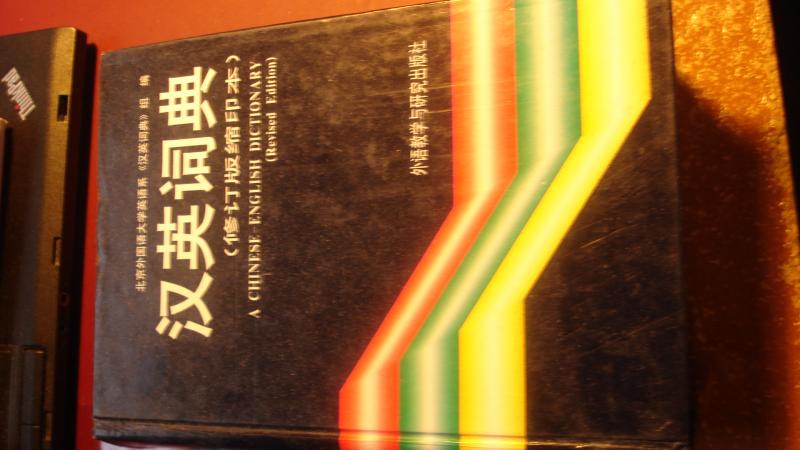 北京外国语大学英语系《汉英词典》组 编
汉英词典
(修订版缩印本)
A CHINESE-ENGLISH DICTIONARY
(Revised Edition)
外语教学与研究出版社
ThinkPad